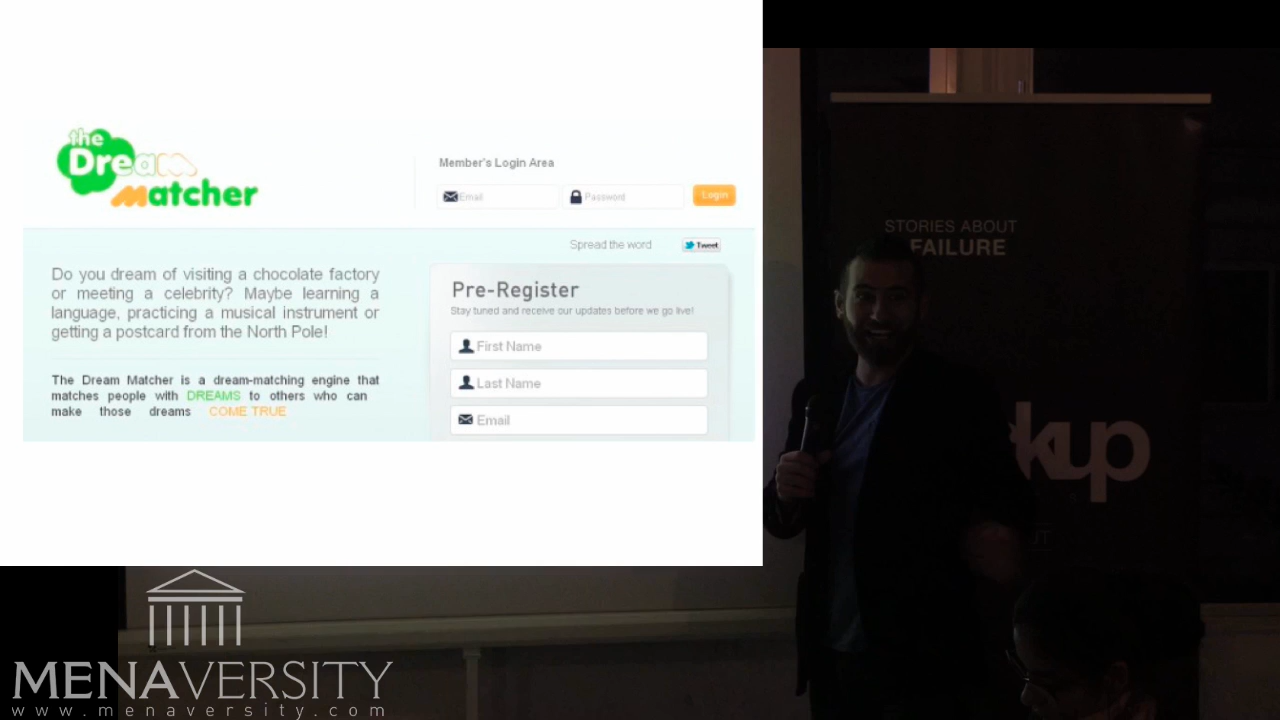 the
Dream
Matcher
Member's Login Area
Email
Password
Login
Spread the word
Tweet
Do you dream of visiting a chocolate factory
or meeting a celebrity? Maybe learning a
language, practicing a musical instrument or
getting a postcard from the North Pole!
The Dream Matcher is a dream-matching engine that
matches people with DREAMS to others who can
make those dreams COME TRUE
Pre-Register
Stay tuned and receive our updates before we go live!
First Name
Last Name
Email
STORIES ABOUT
FAILURE
kup
MENAVERSITY
www.menaversity.com